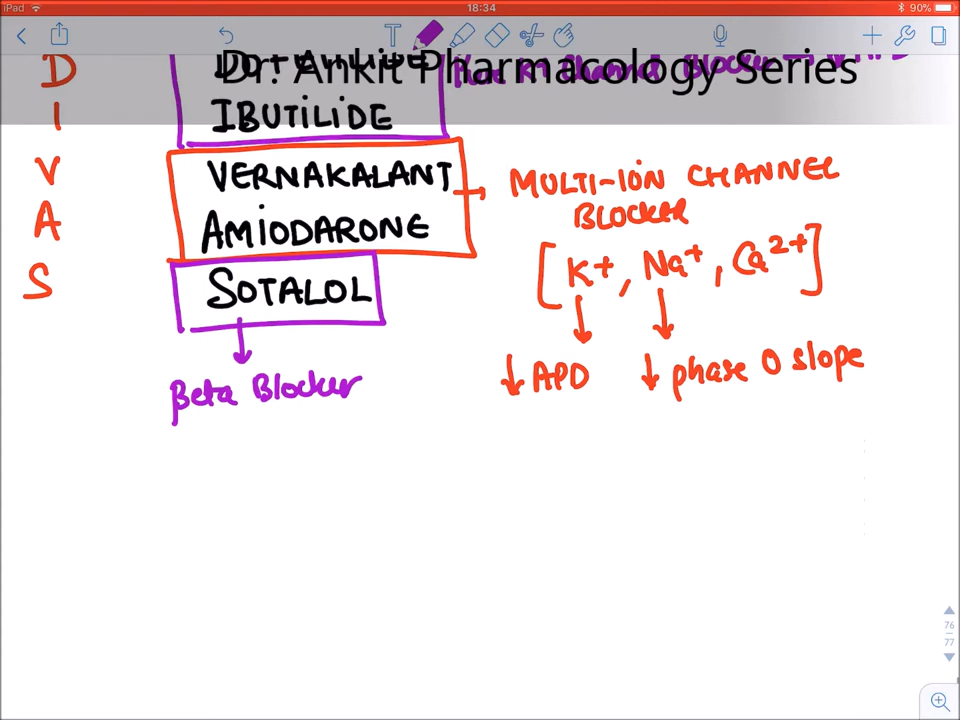 iPad 18:34 90%
T
Dr. Ankit Pharmacology Series
D
I IBUTILIDE
V VERNAKALANT → MULTI-ION CHANNEL
BLOCKER
A AMIODARONE
[K+, Na+, Ca2+]
S SOTALOL
↓ APD ↓ phase 0 slope
Beta Blocker
76
77